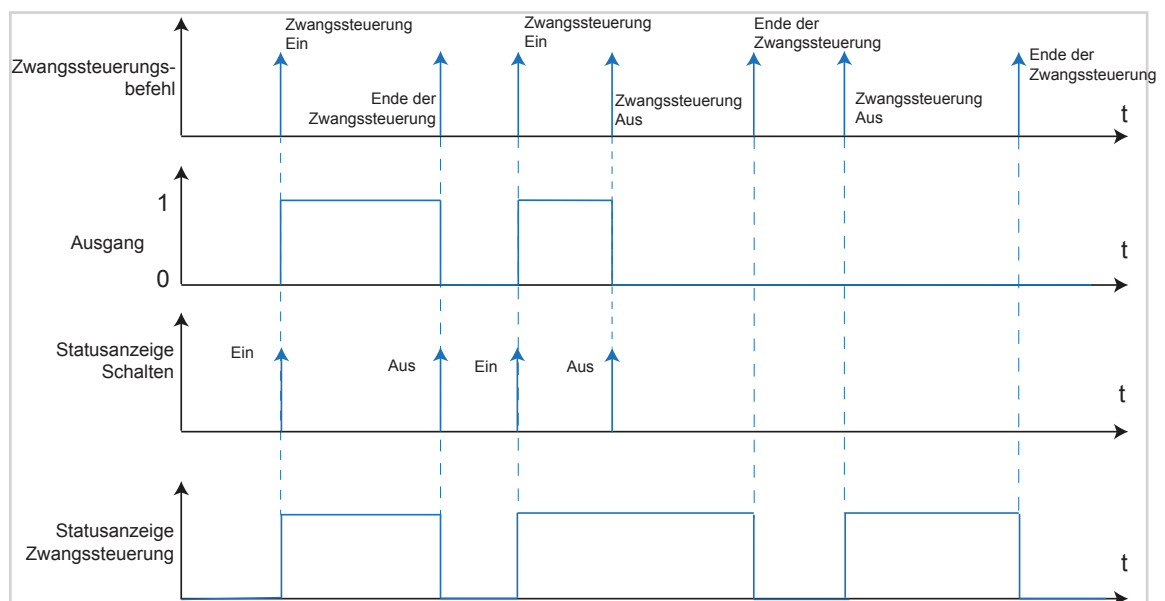 Zwangssteuerung
Ein
Zwangssteuerung
Ein
Ende der
Zwangssteuerung
Ende der
Zwangssteuerung
Zwangssteuerungs-
befehl
Ende der
Zwangssteuerung
Zwangssteuerung
Aus
Zwangssteuerung
Aus
t
1
Ausgang
0
t
Statusanzeige
Schalten
Ein
Aus
Ein
Aus
t
Statusanzeige
Zwangssteuerung
t